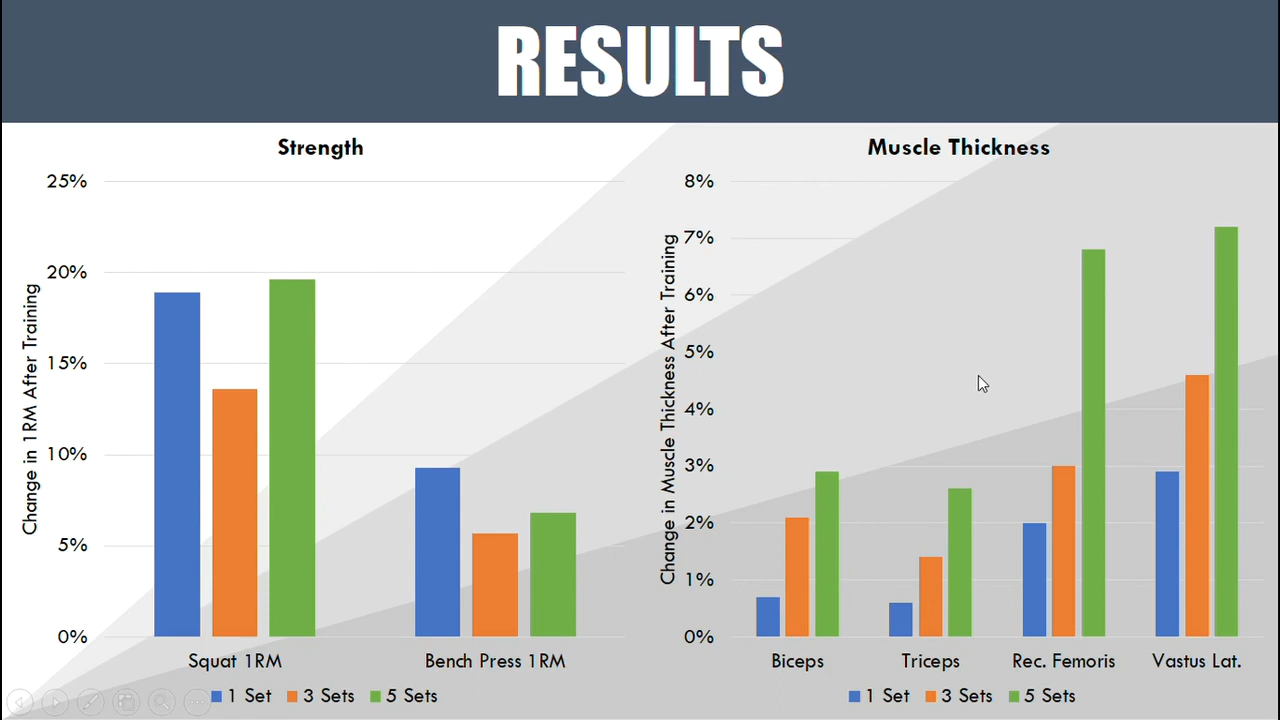 RESULTS
Strength
Change in 1RM After Training
25%
20%
15%
10%
5%
0%
Squat 1RM
Bench Press 1RM
1 Set
3 Sets
5 Sets
Muscle Thickness
Change in Muscle Thickness After Training
8%
7%
6%
5%
4%
3%
2%
1%
0%
Biceps
Triceps
Rec. Femoris
Vastus Lat.
1 Set
3 Sets
5 Sets